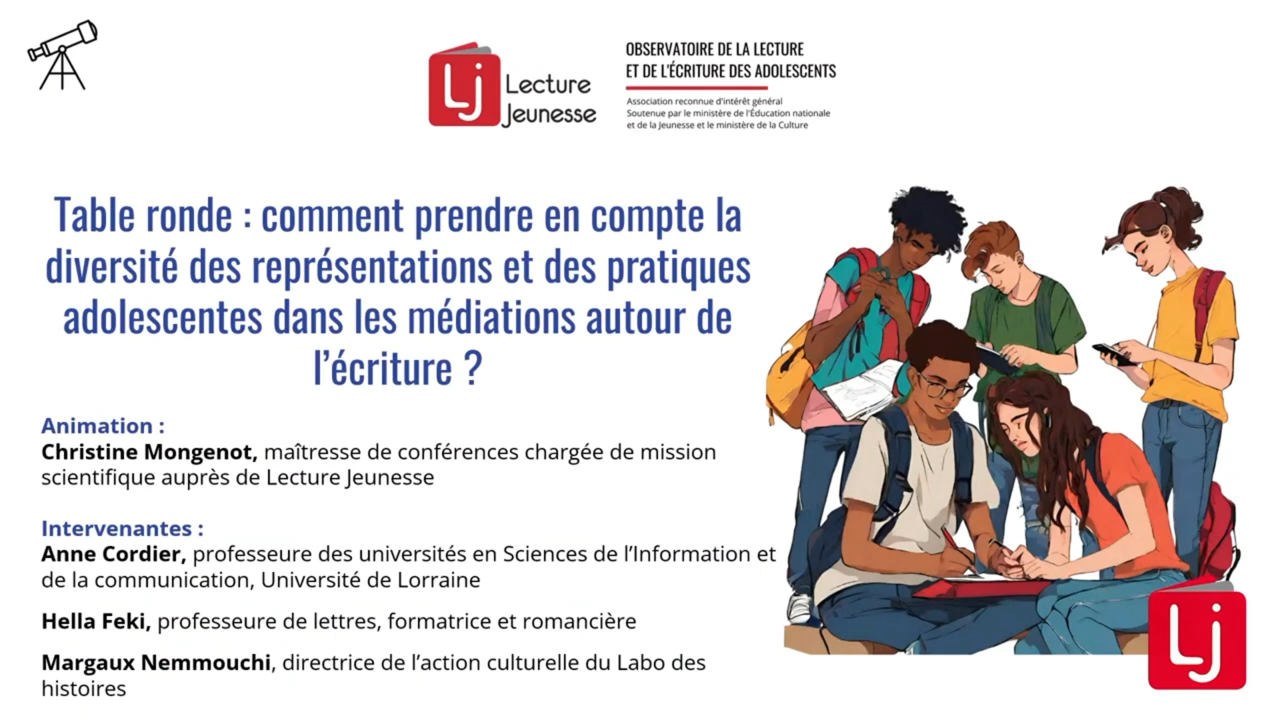 Lj Lecture
Jeunesse
OBSERVATOIRE DE LA LECTURE
ET DE L'ÉCRITURE DES ADOLESCENTS
Association reconnue d'intérêt général
Soutenue par le ministère de l'Éducation nationale
et de la Jeunesse et le ministère de la Culture
Table ronde : comment prendre en compte la
diversité des représentations et des pratiques
adolescentes dans les médiations autour de
l'écriture ?
Animation :
Christine Mongenot, maîtresse de conférences chargée de mission
scientifique auprès de Lecture Jeunesse
Intervenantes :
Anne Cordier, professeure des universités en Sciences de l'Information et
de la communication, Université de Lorraine
Hella Feki, professeure de lettres, formatrice et romancière
Margaux Nemmouchi, directrice de l'action culturelle du Labo des
histoires
Lj